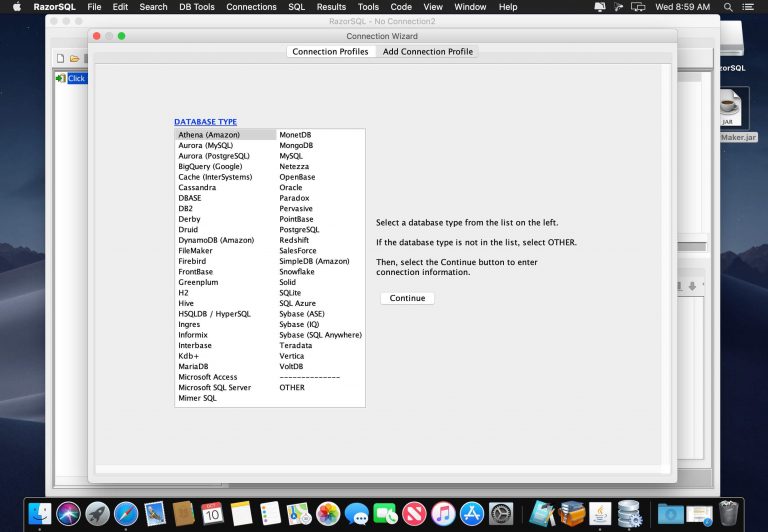 RazorSQL File Edit Search DB Tools Connections SQL Results Tools Code View Window Help Wed 8:59 AM
RazorSQL - No Connection2
Connection Wizard
Connection Profiles Add Connection Profile
Click
DATABASE TYPE
Athena (Amazon) MonetDB
Aurora (MySQL) MongoDB
Aurora (PostgreSQL) MySQL
BigQuery (Google) Netezza
Cache (InterSystems) OpenBase
Cassandra Oracle
DBASE Paradox
DB2 Pervasive
Derby PointBase
Druid PostgreSQL
DynamoDB (Amazon) Redshift
FileMaker SalesForce
Firebird SimpleDB (Amazon)
FrontBase Snowflake
Greenplum Solid
H2 SQLite
Hive SQL Azure
HSQLDB / HyperSQL Sybase (ASE)
Ingres Sybase (IQ)
Informix Sybase (SQL Anywhere)
Interbase Teradata
Kdb+ Vertica
MariaDB VoltDB
Microsoft Access --------------
Microsoft SQL Server OTHER
Mimer SQL
Select a database type from the list on the left.
If the database type is not in the list, select OTHER.
Then, select the Continue button to enter
connection information.
Continue
zorSQL
JAR
Maker.jar
10